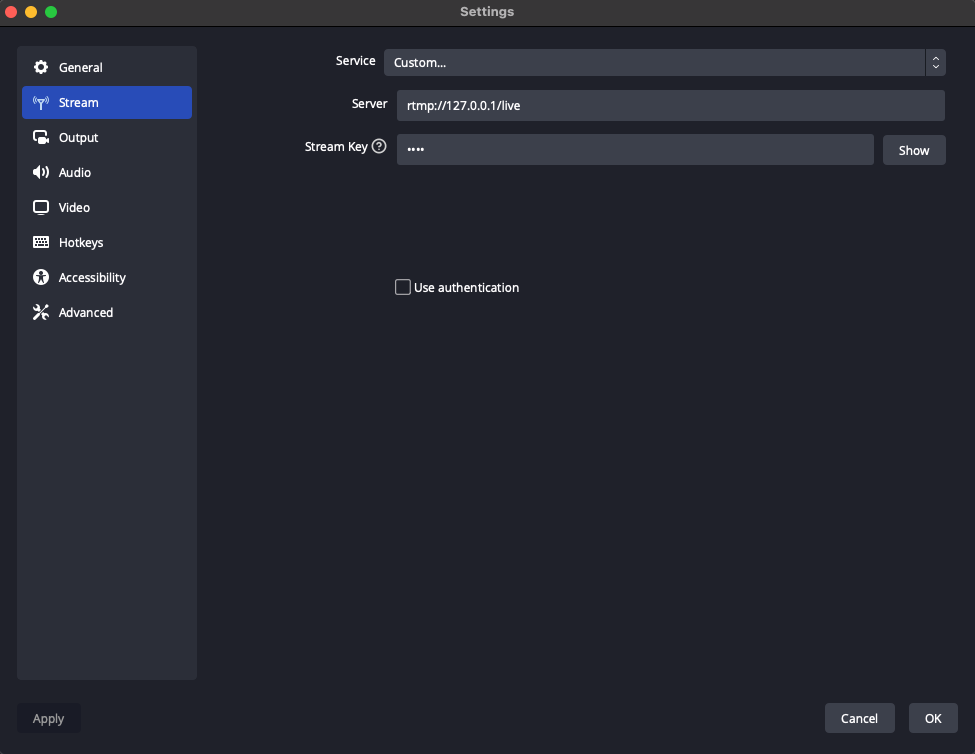 Settings
General
Stream
Output
Audio
Video
Hotkeys
Accessibility
Advanced
Service Custom...
Server rtmp://127.0.0.1/live
Stream Key ? •••• Show
Use authentication
Apply Cancel OK